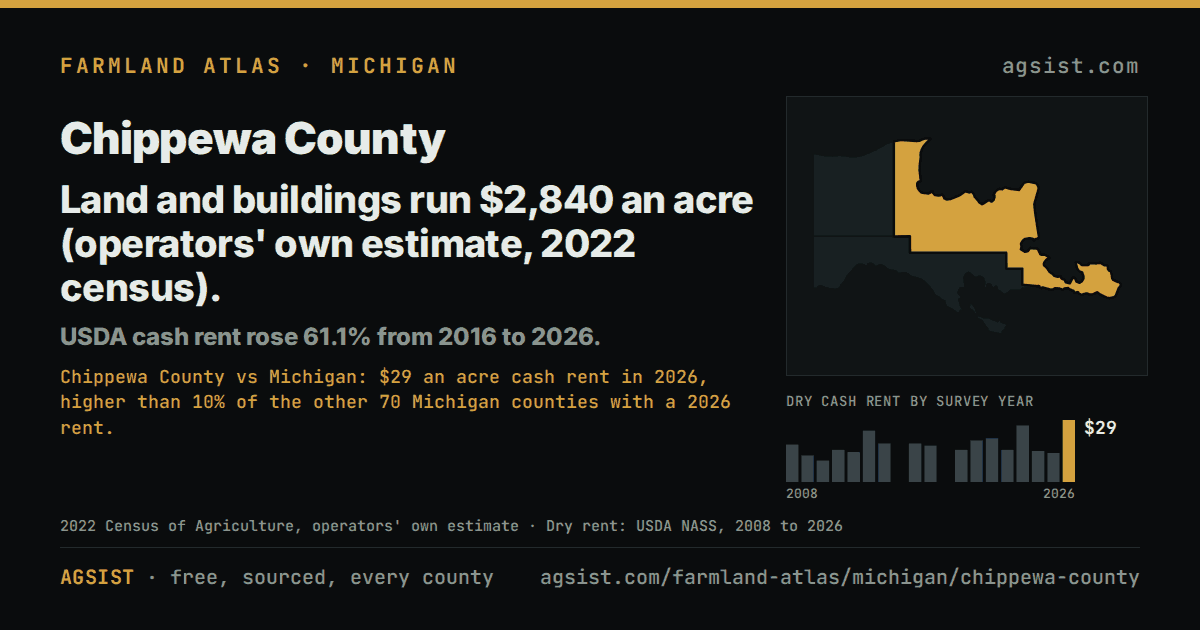 FARMLAND ATLAS · MICHIGAN
agsist.com
Chippewa County
Land and buildings run $2,840 an acre
(operators' own estimate, 2022
census).
USDA cash rent rose 61.1% from 2016 to 2026.
Chippewa County vs Michigan: $29 an acre cash rent in 2026,
higher than 10% of the other 70 Michigan counties with a 2026
rent.
DRY CASH RENT BY SURVEY YEAR
$29
2008
2026
2022 Census of Agriculture, operators' own estimate · Dry rent: USDA NASS, 2008 to 2026
AGSIST · free, sourced, every county
agsist.com/farmland-atlas/michigan/chippewa-county